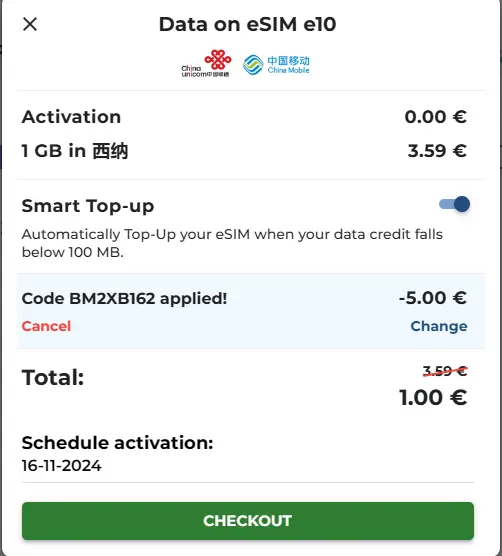 Data on eSIM e10
China
unicom中国联通
中国移动
China Mobile
Activation 0.00 €
1 GB in 西纳 3.59 €
Smart Top-up
Automatically Top-Up your eSIM when your data credit falls
below 100 MB.
Code BM2XB162 applied! -5.00 €
Cancel Change
Total: 3.59 €
1.00 €
Schedule activation:
16-11-2024
CHECKOUT